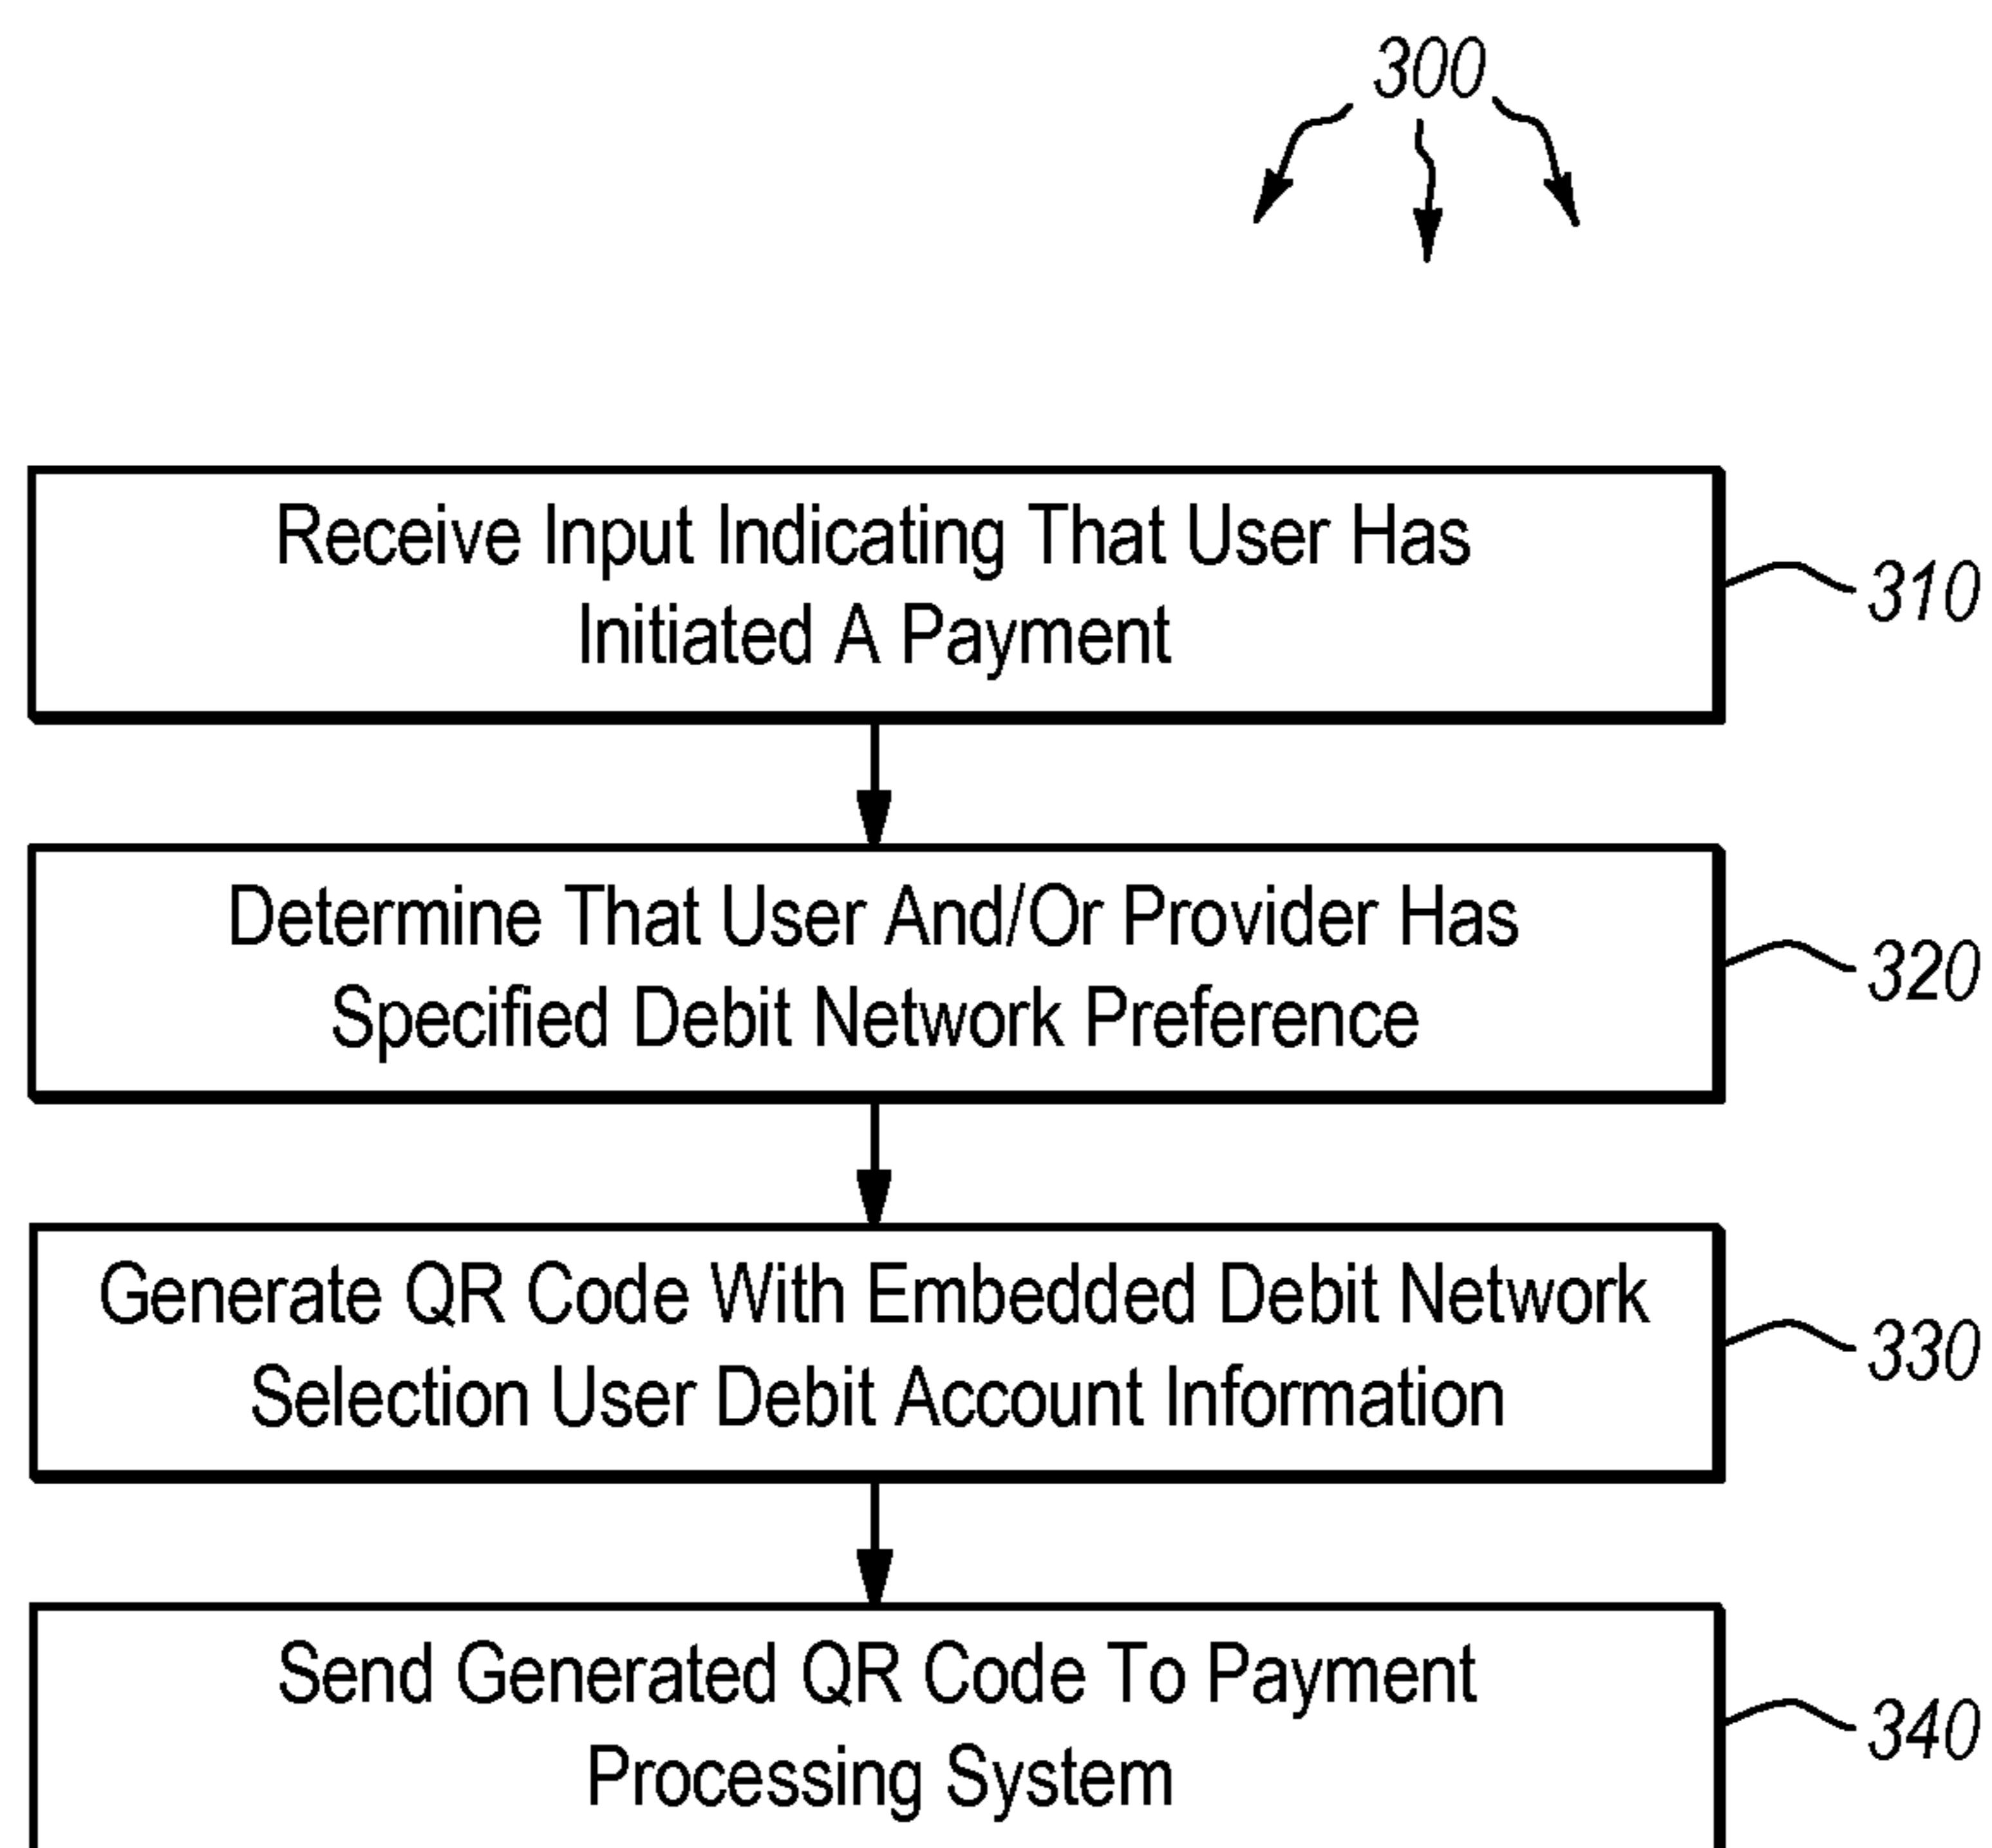 300
Receive Input Indicating That User Has
Initiated A Payment
310
Determine That User And/Or Provider Has
Specified Debit Network Preference
320
Generate QR Code With Embedded Debit Network
Selection User Debit Account Information
330
Send Generated QR Code To Payment
Processing System
340